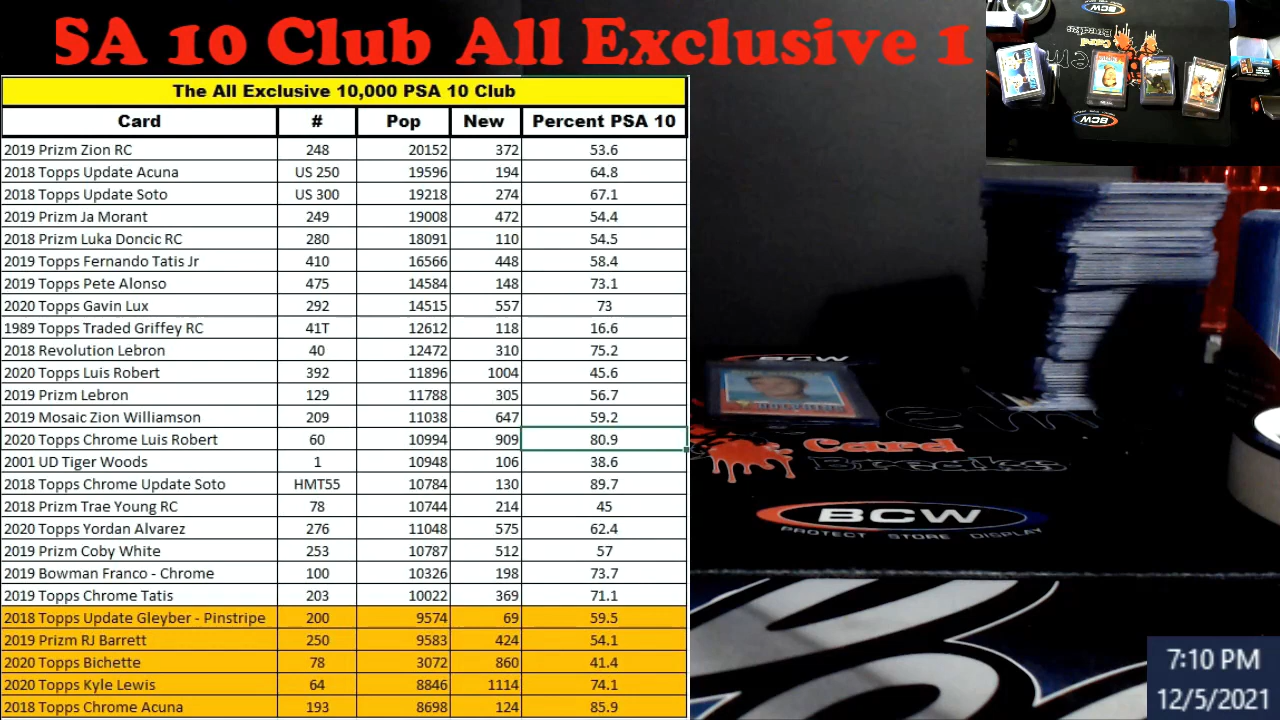 SA 10 Club All Exclusive 1
The All Exclusive 10,000 PSA 10 Club
Card # Pop New Percent PSA 10
2019 Prizm Zion RC 248 20152 372 53.6
2018 Topps Update Acuna US 250 19596 194 64.8
2018 Topps Update Soto US 300 19218 274 67.1
2019 Prizm Ja Morant 249 19008 472 54.4
2018 Prizm Luka Doncic RC 280 18091 110 54.5
2019 Topps Fernando Tatis Jr 410 16566 448 58.4
2019 Topps Pete Alonso 475 14584 148 73.1
2020 Topps Gavin Lux 292 14515 557 73
1989 Topps Traded Griffey RC 41T 12612 118 16.6
2018 Revolution Lebron 40 12472 310 75.2
2020 Topps Luis Robert 392 11896 1004 45.6
2019 Prizm Lebron 129 11788 305 56.7
2019 Mosaic Zion Williamson 209 11038 647 59.2
2020 Topps Chrome Luis Robert 60 10994 909 80.9
2001 UD Tiger Woods 1 10948 106 38.6
2018 Topps Chrome Update Soto HMT55 10784 130 89.7
2018 Prizm Trae Young RC 78 10744 214 45
2020 Topps Yordan Alvarez 276 11048 575 62.4
2019 Prizm Coby White 253 10787 512 57
2019 Bowman Franco - Chrome 100 10326 198 73.7
2019 Topps Chrome Tatis 203 10022 369 71.1
2018 Topps Update Gleyber - Pinstripe 200 9574 69 59.5
2019 Prizm RJ Barrett 250 9583 424 54.1
2020 Topps Bichette 78 3072 860 41.4
2020 Topps Kyle Lewis 64 8846 1114 74.1
2018 Topps Chrome Acuna 193 8698 124 85.9
BCW
Card
BCW
BCW
Card
Breaks
BCW
PROTECT STORE DISPLAY
7:10 PM
12/5/2021